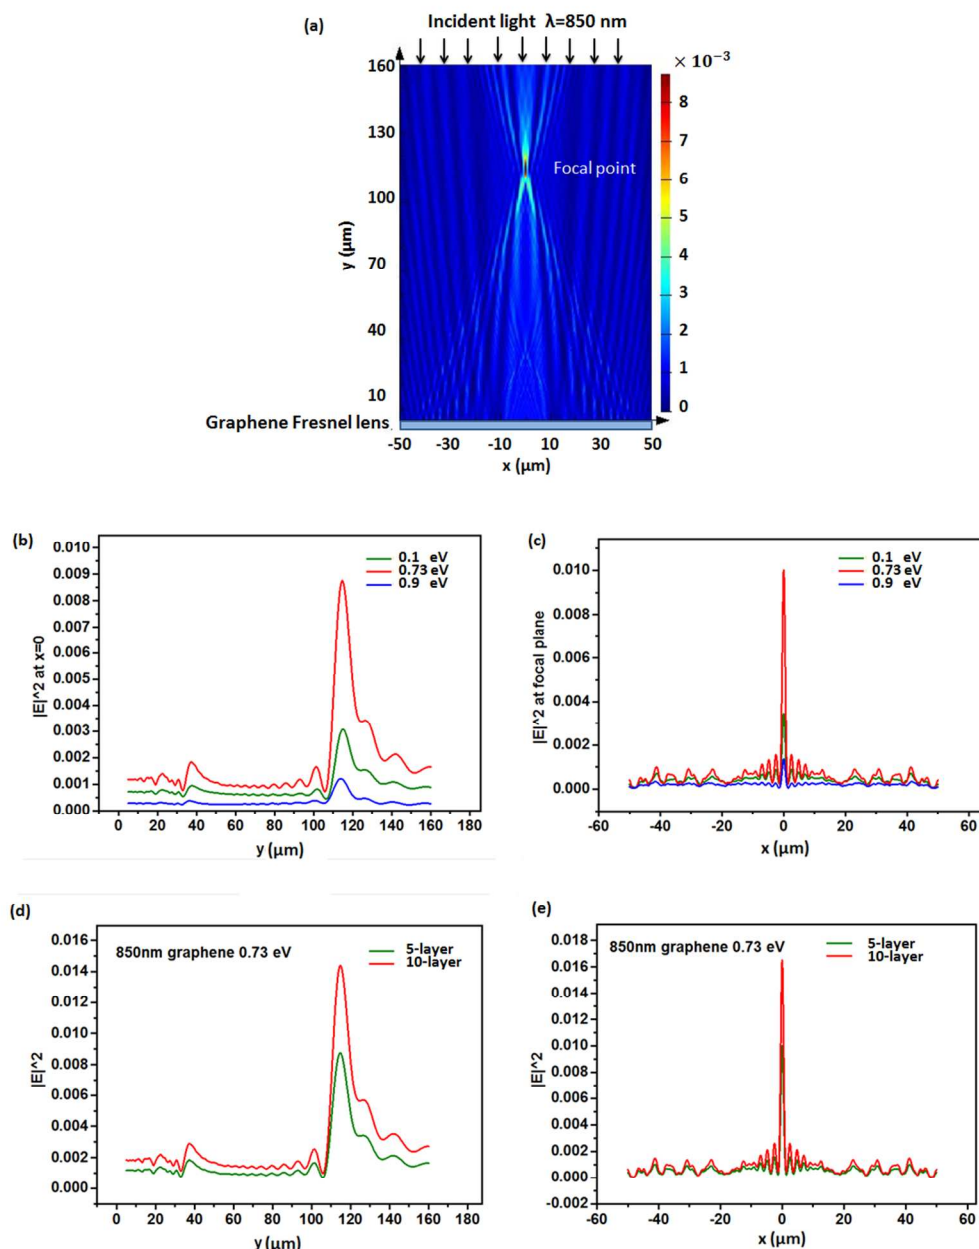 (a)
Incident light λ=850 nm
× 10⁻³
160
130
100
70
40
10
y (µm)
Focal point
8
7
6
5
4
3
2
1
0
Graphene Fresnel lens
-50 -30 -10 10 30 50
x (µm)
(b)
0.010
0.009
0.008
0.007
0.006
0.005
0.004
0.003
0.002
0.001
0.000
|E|^2 at x=0
0.1 eV
0.73 eV
0.9 eV
0 20 40 60 80 100 120 140 160 180
y (µm)
(c)
0.010
0.008
0.006
0.004
0.002
0.000
|E|^2 at focal plane
0.1 eV
0.73 eV
0.9 eV
-60 -40 -20 0 20 40 60
x (µm)
(d)
0.016
0.014
0.012
0.010
0.008
0.006
0.004
0.002
0.000
|E|^2
850nm graphene 0.73 eV
5-layer
10-layer
0 20 40 60 80 100 120 140 160 180
y (µm)
(e)
0.018
0.016
0.014
0.012
0.010
0.008
0.006
0.004
0.002
0.000
-0.002
|E|^2
850nm graphene 0.73 eV
5-layer
10-layer
-60 -40 -20 0 20 40 60
x (µm)